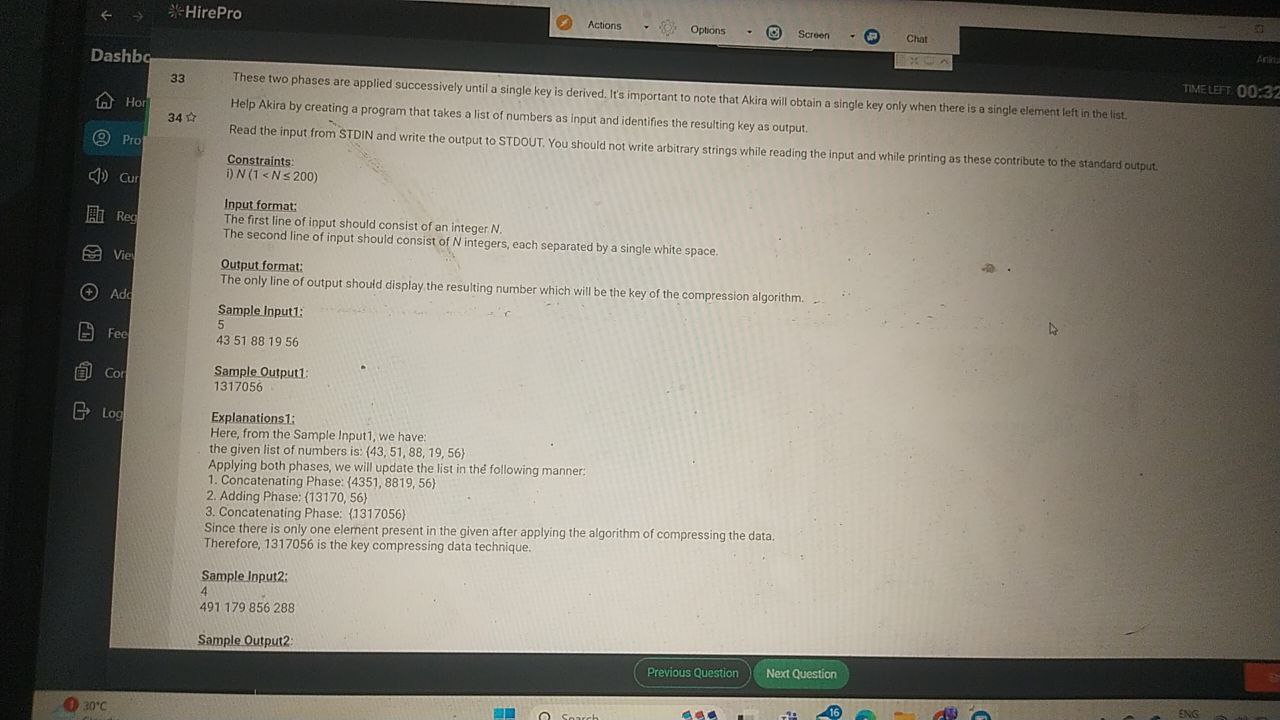 HirePro
Actions
Options
Screen
Chat
Dashbc
TIME LEFT 00:32
33
These two phases are applied successively until a single key is derived. It's important to note that Akira will obtain a single key only when there is a single element left in the list.
Hor
34
Help Akira by creating a program that takes a list of numbers as input and identifies the resulting key as output.
Pro
Read the input from STDIN and write the output to STDOUT. You should not write arbitrary strings while reading the input and while printing as these contribute to the standard output.
Constraints:
i) N (1 < N ≤ 200)
Cur
Input format:
The first line of input should consist of an integer N.
Reg
The second line of input should consist of N integers, each separated by a single white space.
Vie
Output format:
The only line of output should display the resulting number which will be the key of the compression algorithm.
Add
Sample Input1:
5
Fee
43 51 88 19 56
Sample Output1:
Cor
1317056
Log
Explanations1:
Here, from the Sample Input1, we have:
the given list of numbers is: {43, 51, 88, 19, 56}
Applying both phases, we will update the list in the following manner:
1. Concatenating Phase: {4351, 8819, 56}
2. Adding Phase: {13170, 56}
3. Concatenating Phase: {1317056}
Since there is only one element present in the given after applying the algorithm of compressing the data.
Therefore, 1317056 is the key compressing data technique.
Sample Input2:
4
491 179 856 288
Sample Output2:
Previous Question
Next Question
30°C
Search
16
ENG